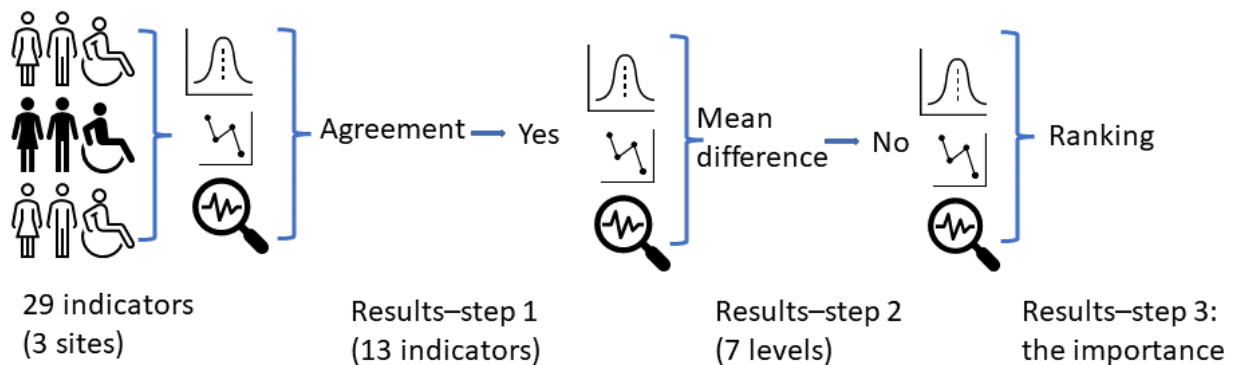 Agreement
Yes
Mean
difference
No
Ranking
29 indicators
(3 sites)
Results–step 1
(13 indicators)
Results–step 2
(7 levels)
Results–step 3:
the importance